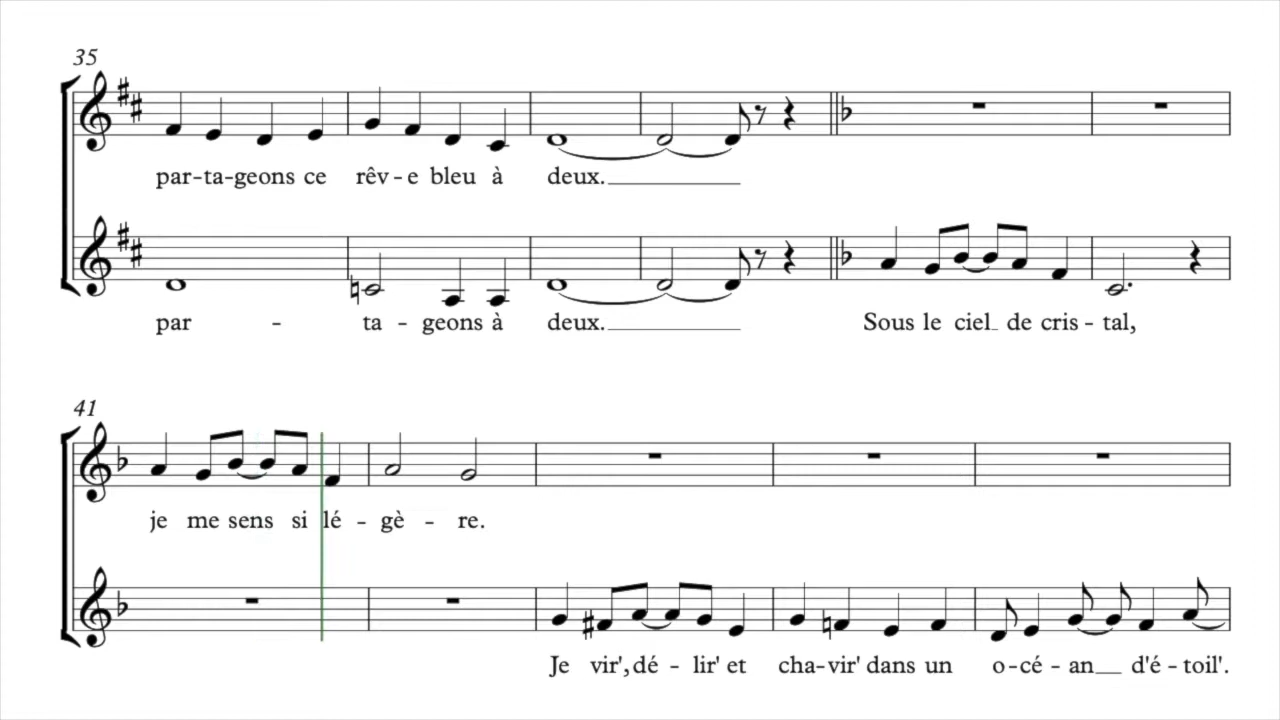 35
par-ta-geons ce rêv-e bleu à deux.
par - ta - geons à deux. Sous le ciel de cris - tal,
41
je me sens si lé - gè - re.
Je vir', dé - lir' et cha-vir' dans un o-cé - an d'é - toil'.